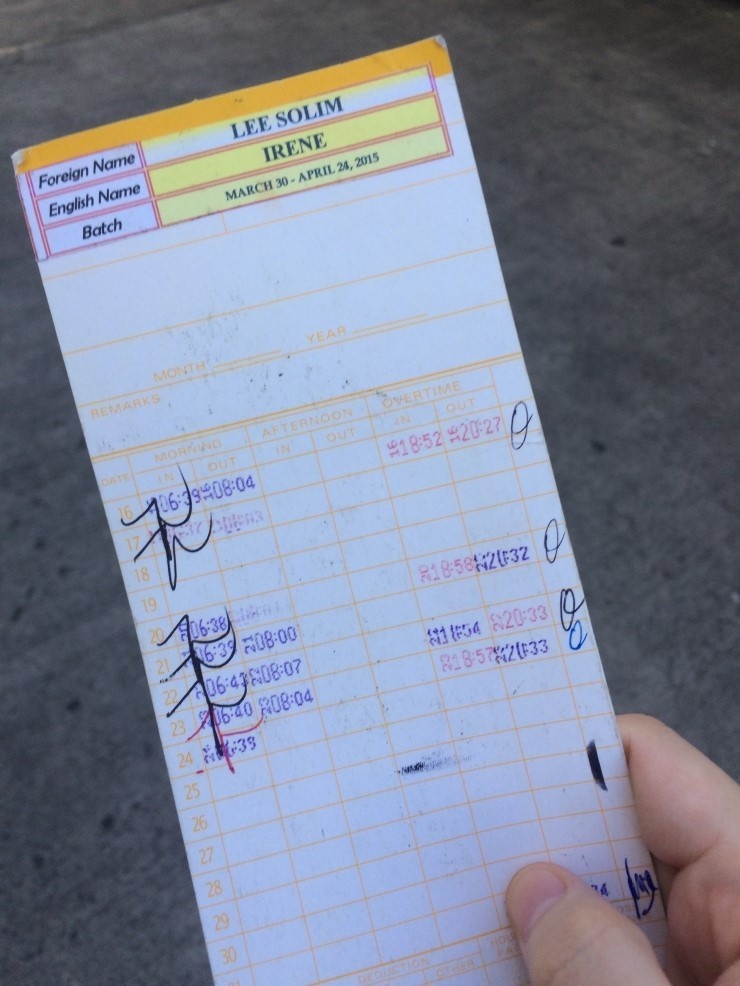 Foreign Name LEE SOLIM
English Name IRENE
Batch MARCH 30 - APRIL 24, 2015
MONTH YEAR
REMARKS
DATE MORNING AFTERNOON OVERTIME
IN OUT IN OUT IN OUT
18:52 20:27
16 06:39 08:04
17
18
18:58 20:32
19
20 06:38
21 06:39 08:00 20:33
22 06:43 08:07 18:57 20:33
23 06:40 08:04
24
25
26
27
28
29
30
DEDUCTION OTHER